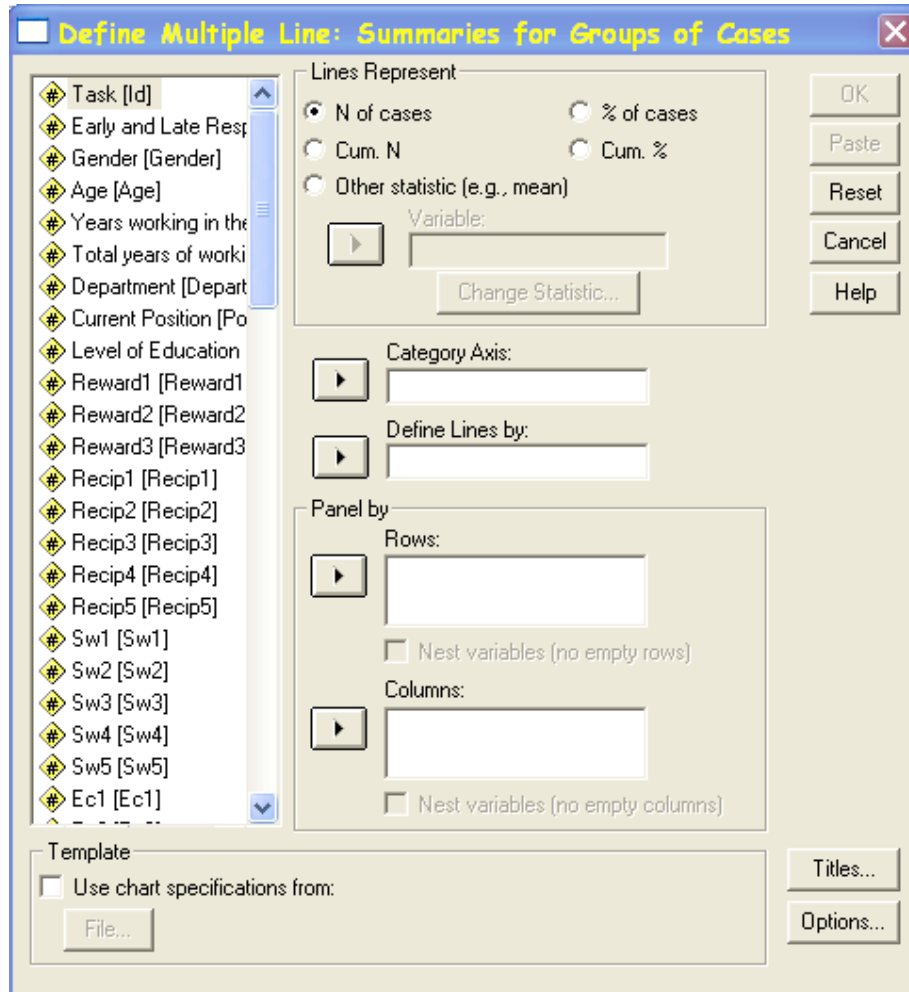 Define Multiple Line: Summaries for Groups of Cases
Task [Id]
Early and Late Resp
Gender [Gender]
Age [Age]
Years working in the
Total years of worki
Department [Depart
Current Position [Po
Level of Education
Reward1 [Reward1
Reward2 [Reward2
Reward3 [Reward3
Recip1 [Recip1]
Recip2 [Recip2]
Recip3 [Recip3]
Recip4 [Recip4]
Recip5 [Recip5]
Sw1 [Sw1]
Sw2 [Sw2]
Sw3 [Sw3]
Sw4 [Sw4]
Sw5 [Sw5]
Ec1 [Ec1]
Lines Represent
N of cases
% of cases
Cum. N
Cum. %
Other statistic (e.g., mean)
Variable:
Change Statistic...
Category Axis:
Define Lines by:
Panel by
Rows:
Nest variables (no empty rows)
Columns:
Nest variables (no empty columns)
OK
Paste
Reset
Cancel
Help
Template
Use chart specifications from:
File...
Titles...
Options...